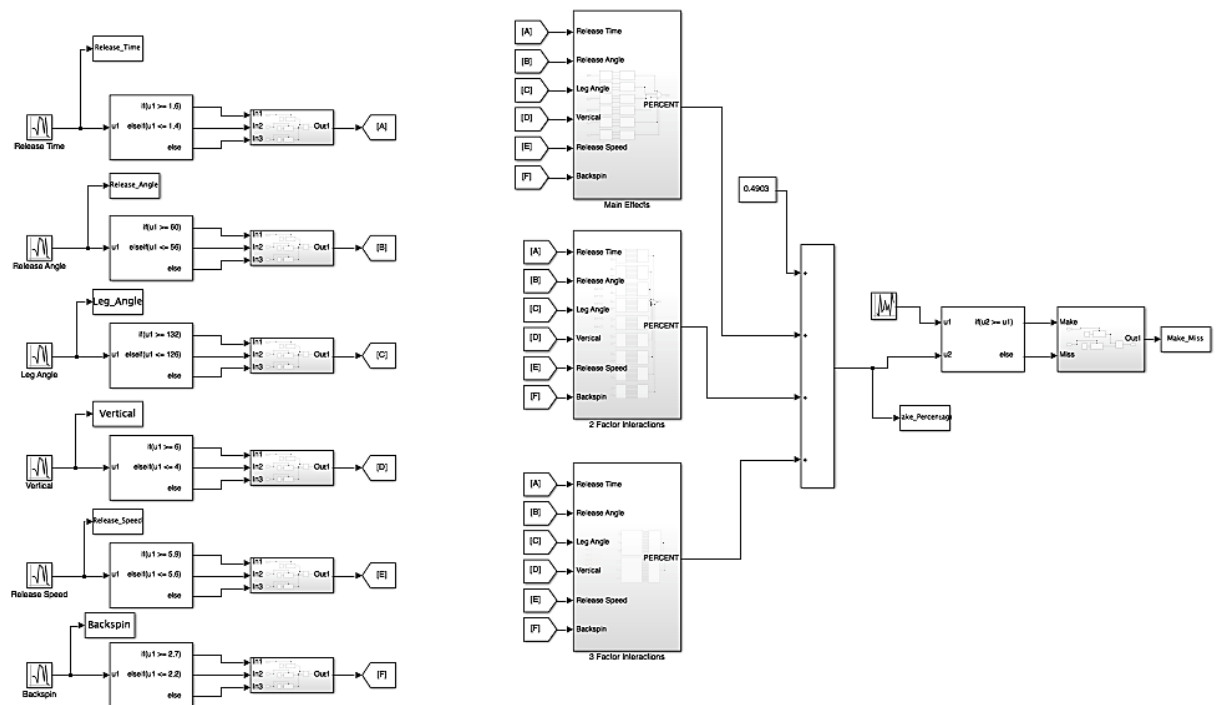 Release_Time
if(u1 >= 1.6)
u1 elseif(u1 <= 1.4)
else
In1
In2
In3
Out1
[A]
Release Time
Release_Angle
if(u1 >= 60)
u1 elseif(u1 <= 56)
else
In1
In2
In3
Out1
[B]
Release Angle
Leg_Angle
if(u1 >= 132)
u1 elseif(u1 <= 126)
else
In1
In2
In3
Out1
[C]
Leg Angle
Vertical
if(u1 >= 6)
u1 elseif(u1 <= 4)
else
In1
In2
In3
Out1
[D]
Vertical
Release_Speed
if(u1 >= 5.9)
u1 elseif(u1 <= 5.6)
else
In1
In2
In3
Out1
[E]
Release Speed
Backspin
if(u1 >= 2.7)
u1 elseif(u1 <= 2.2)
else
In1
In2
In3
Out1
[F]
Backspin
[A] Release Time
[B] Release Angle
[C] Leg Angle
PERCENT
[D] Vertical
[E] Release Speed
[F] Backspin
Main Effects
[A] Release Time
[B] Release Angle
[C] Leg Angle
PERCENT
[D] Vertical
[E] Release Speed
[F] Backspin
2 Factor Interactions
[A] Release Time
[B] Release Angle
[C] Leg Angle
PERCENT
[D] Vertical
[E] Release Speed
[F] Backspin
3 Factor Interactions
0.4903
+
+
+
+
u1 if(u2 >= u1)
u2 else
Make
Miss
Out1
Make_Miss
ake_Percentag